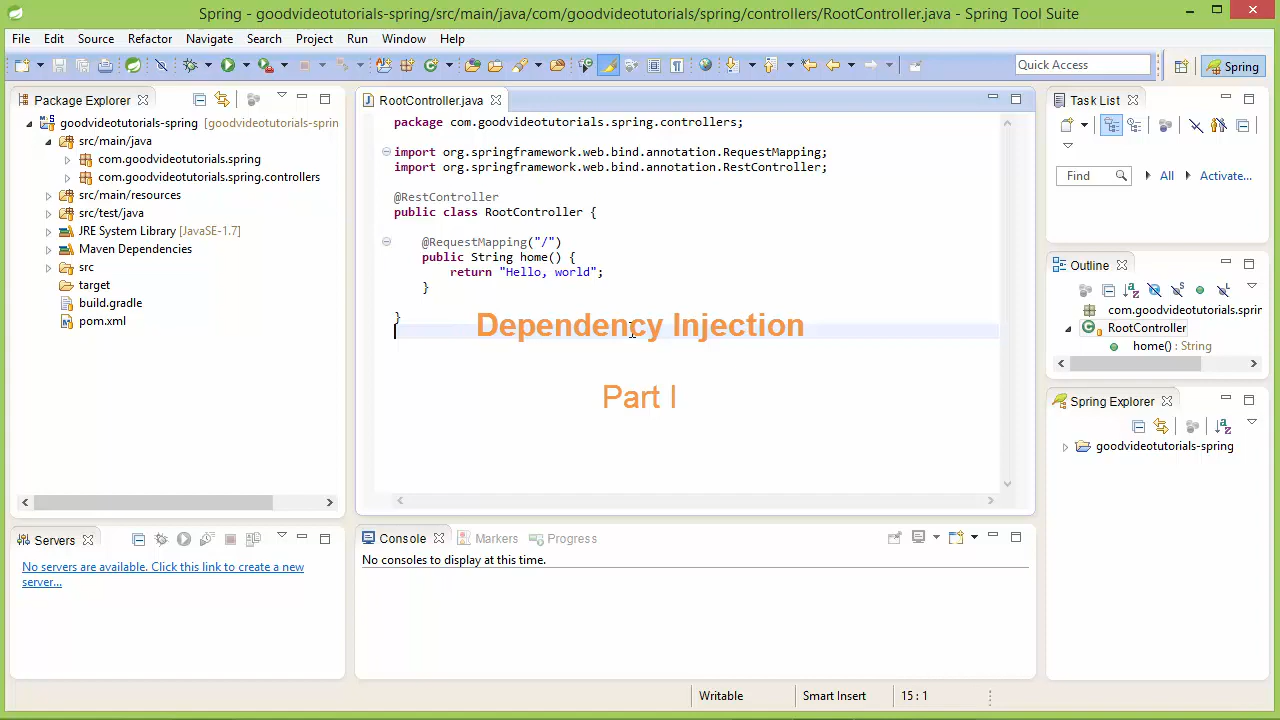 Spring - goodvideotutorials-spring/src/main/java/com/goodvideotutorials/spring/controllers/RootController.java - Spring Tool Suite
File Edit Source Refactor Navigate Search Project Run Window Help
Quick Access
Spring
Package Explorer
goodvideotutorials-spring [goodvideotutorials-sprin
src/main/java
com.goodvideotutorials.spring
com.goodvideotutorials.spring.controllers
src/main/resources
src/test/java
JRE System Library [JavaSE-1.7]
Maven Dependencies
src
target
build.gradle
pom.xml
RootController.java
package com.goodvideotutorials.spring.controllers;
import org.springframework.web.bind.annotation.RequestMapping;
import org.springframework.web.bind.annotation.RestController;
@RestController
public class RootController {
@RequestMapping("/")
public String home() {
return "Hello, world";
}
}
Dependency Injection
Part I
Task List
Find All Activate...
Outline
com.goodvideotutorials.sprin
RootController
home() : String
Spring Explorer
goodvideotutorials-spring
Servers
No servers are available. Click this link to create a new
server...
Console Markers Progress
No consoles to display at this time.
Writable Smart Insert 15 : 1